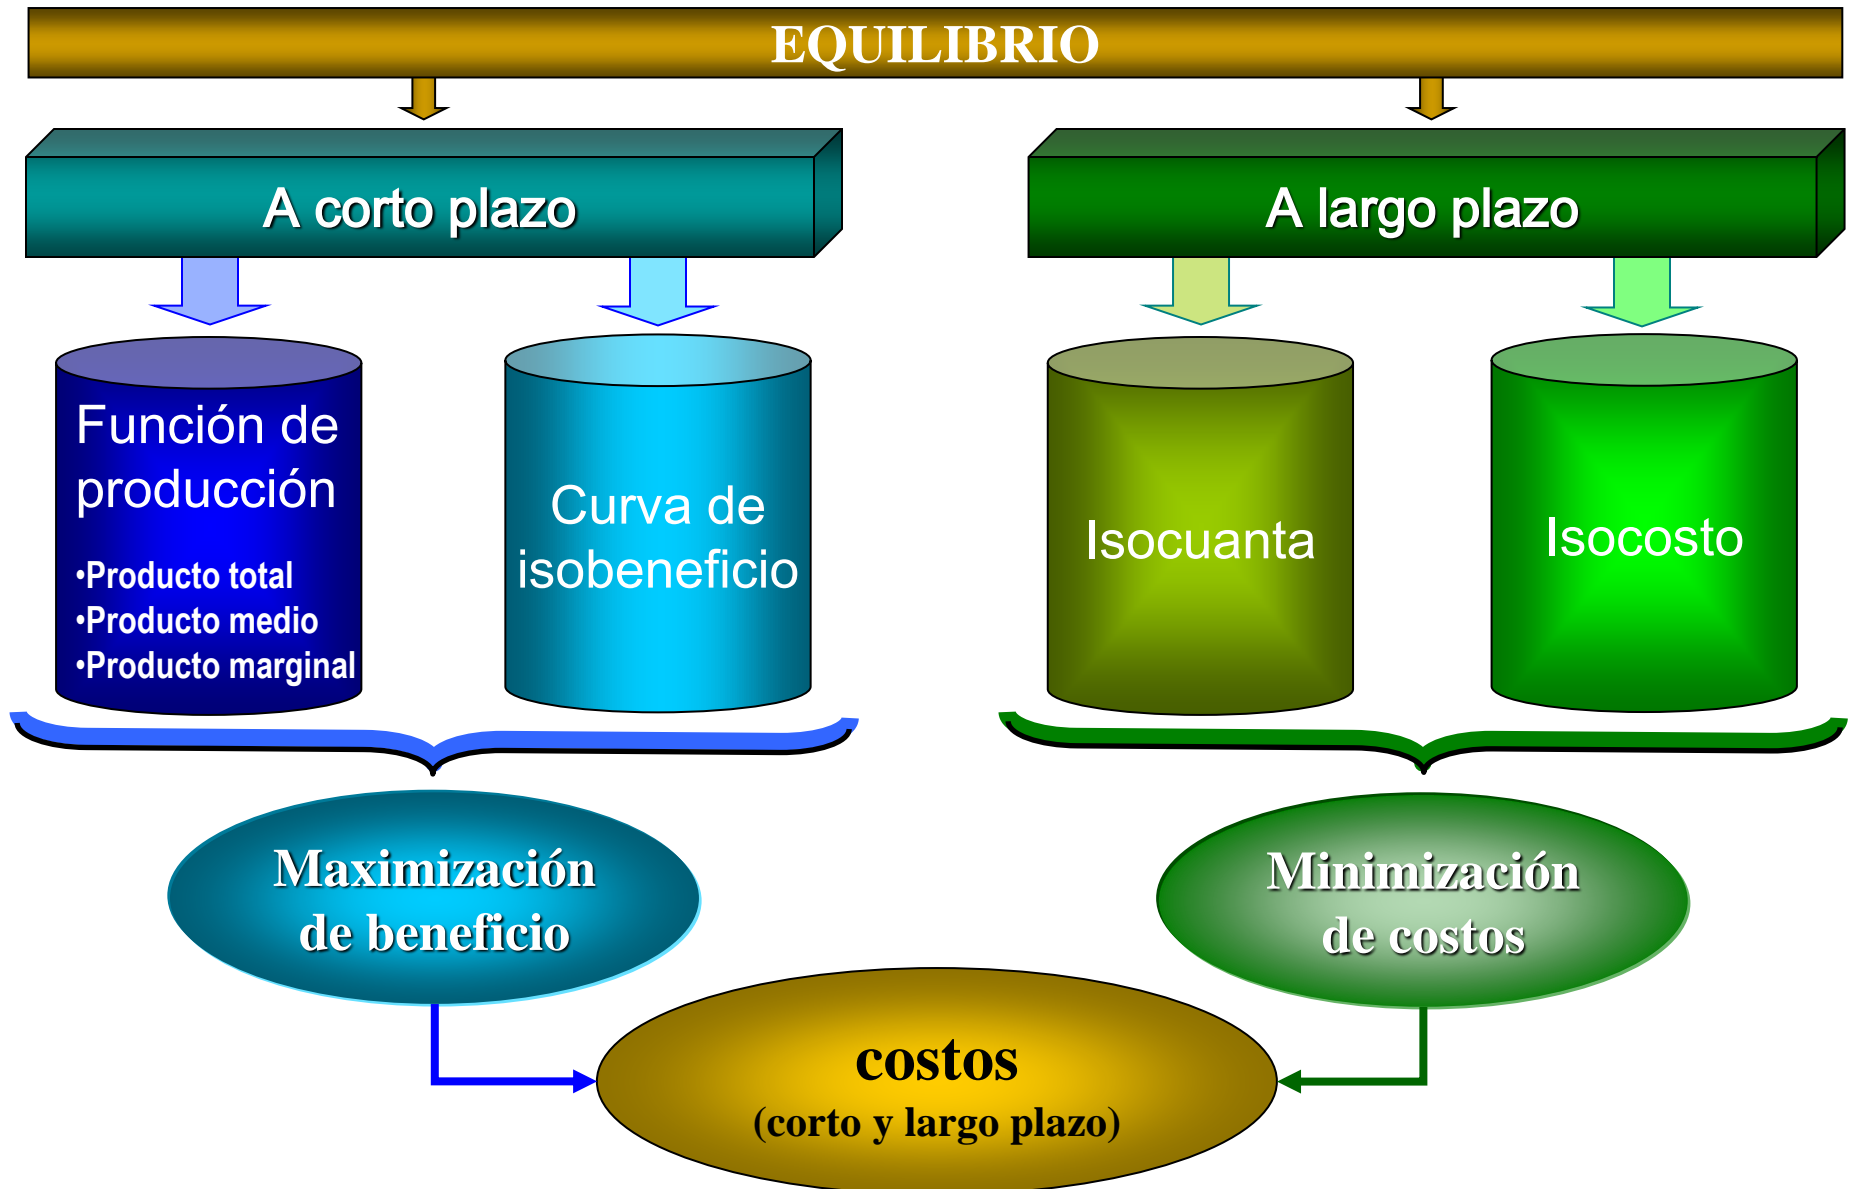 EQUILIBRIO
A corto plazo
A largo plazo
Función de
producción
•Producto total
•Producto medio
•Producto marginal
Curva de
isobeneficio
Isocuanta
Isocosto
Maximización
de beneficio
Minimización
de costos
costos
(corto y largo plazo)